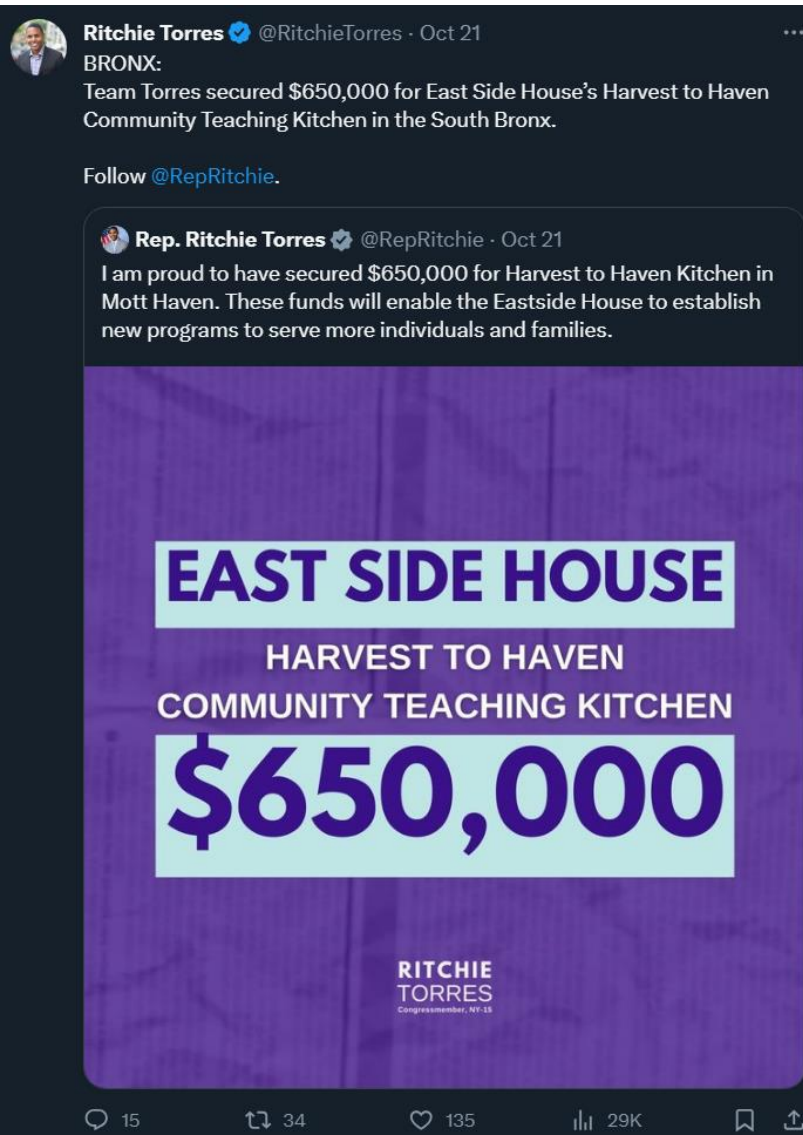 Ritchie Torres @RitchieTorres · Oct 21
BRONX:
Team Torres secured $650,000 for East Side House's Harvest to Haven
Community Teaching Kitchen in the South Bronx.
Follow @RepRitchie.
Rep. Ritchie Torres @RepRitchie · Oct 21
I am proud to have secured $650,000 for Harvest to Haven Kitchen in
Mott Haven. These funds will enable the Eastside House to establish
new programs to serve more individuals and families.
EAST SIDE HOUSE
HARVEST TO HAVEN
COMMUNITY TEACHING KITCHEN
$650,000
RITCHIE
TORRES
Congressmember, NY-15
15 34 135 29K